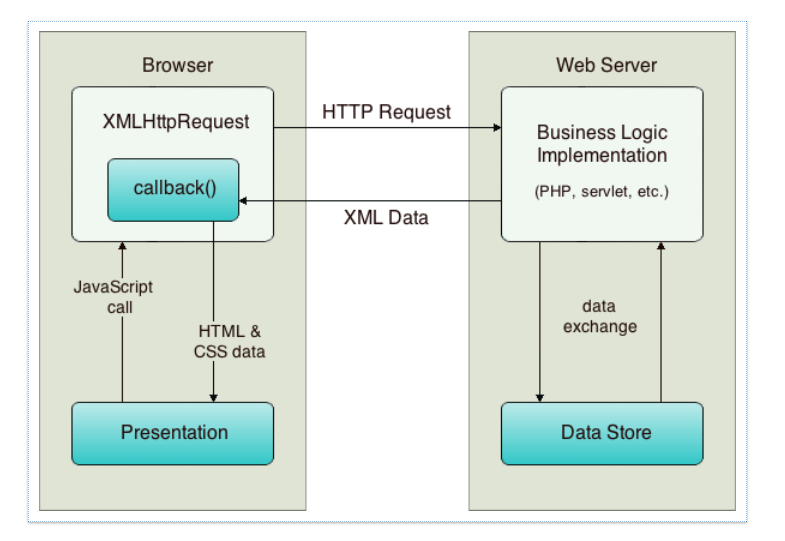 Browser
Web Server
XMLHttpRequest
HTTP Request
Business Logic
Implementation
(PHP, servlet, etc.)
callback()
XML Data
JavaScript
call
HTML &
CSS data
data
exchange
Presentation
Data Store